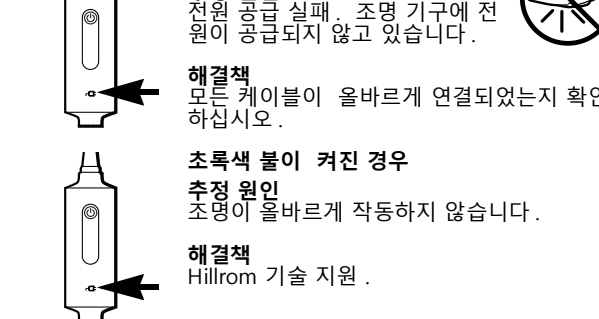 전원 공급 실패. 조명 기구에 전
원이 공급되지 않고 있습니다.
해결책
모든 케이블이 올바르게 연결되었는지 확인
하십시오.
초록색 불이 켜진 경우
추정 원인
조명이 올바르게 작동하지 않습니다.
해결책
Hillrom 기술 지원.